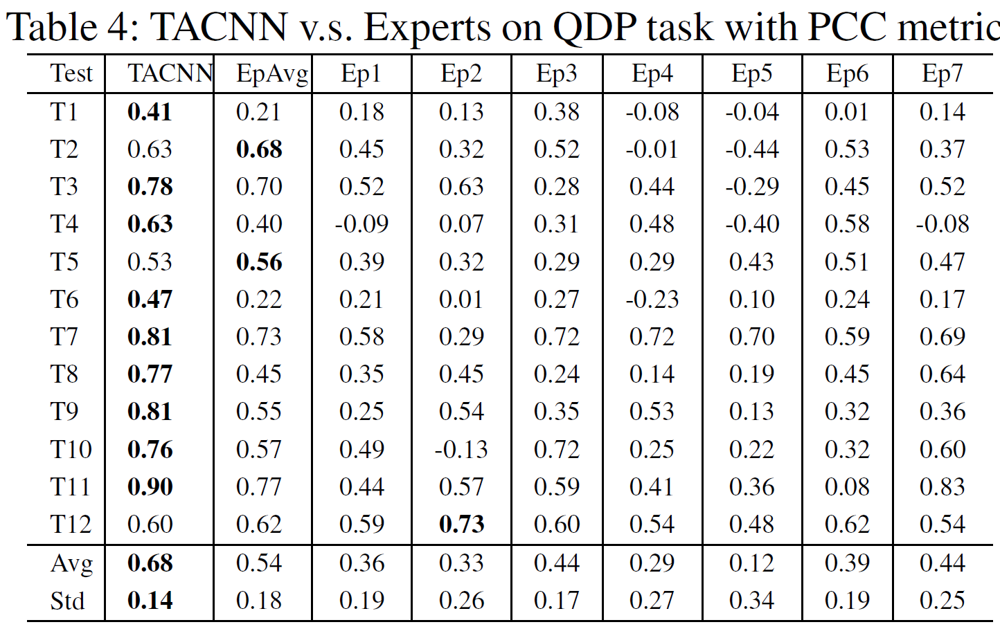 Table 4: TACNN v.s. Experts on QDP task with PCC metric
Test TACNN EpAvg Ep1 Ep2 Ep3 Ep4 Ep5 Ep6 Ep7
T1 0.41 0.21 0.18 0.13 0.38 -0.08 -0.04 0.01 0.14
T2 0.63 0.68 0.45 0.32 0.52 -0.01 -0.44 0.53 0.37
T3 0.78 0.70 0.52 0.63 0.28 0.44 -0.29 0.45 0.52
T4 0.63 0.40 -0.09 0.07 0.31 0.48 -0.40 0.58 -0.08
T5 0.53 0.56 0.39 0.32 0.29 0.29 0.43 0.51 0.47
T6 0.47 0.22 0.21 0.01 0.27 -0.23 0.10 0.24 0.17
T7 0.81 0.73 0.58 0.29 0.72 0.72 0.70 0.59 0.69
T8 0.77 0.45 0.35 0.45 0.24 0.14 0.19 0.45 0.64
T9 0.81 0.55 0.25 0.54 0.35 0.53 0.13 0.32 0.36
T10 0.76 0.57 0.49 -0.13 0.72 0.25 0.22 0.32 0.60
T11 0.90 0.77 0.44 0.57 0.59 0.41 0.36 0.08 0.83
T12 0.60 0.62 0.59 0.73 0.60 0.54 0.48 0.62 0.54
Avg 0.68 0.54 0.36 0.33 0.44 0.29 0.12 0.39 0.44
Std 0.14 0.18 0.19 0.26 0.17 0.27 0.34 0.19 0.25